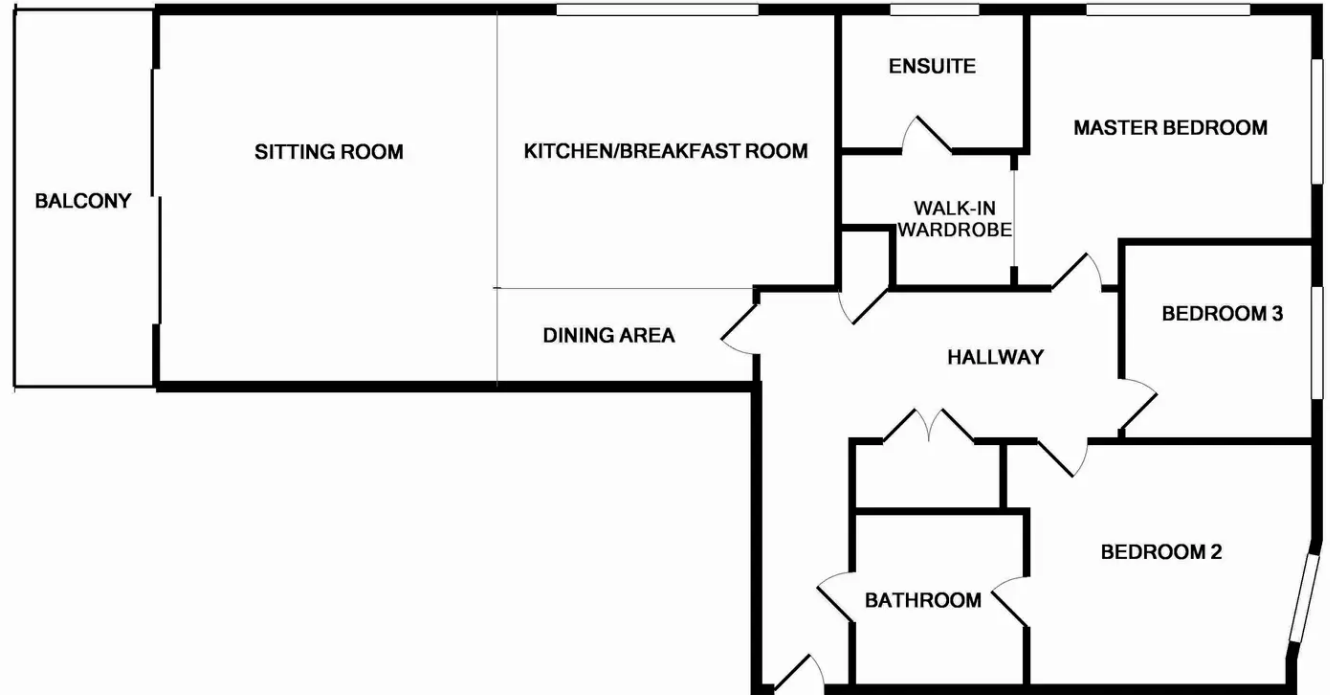 ENSUITE
MASTER BEDROOM
SITTING ROOM
KITCHEN/BREAKFAST ROOM
BALCONY
WALK-IN
WARDROBE
BEDROOM 3
DINING AREA
HALLWAY
BEDROOM 2
BATHROOM